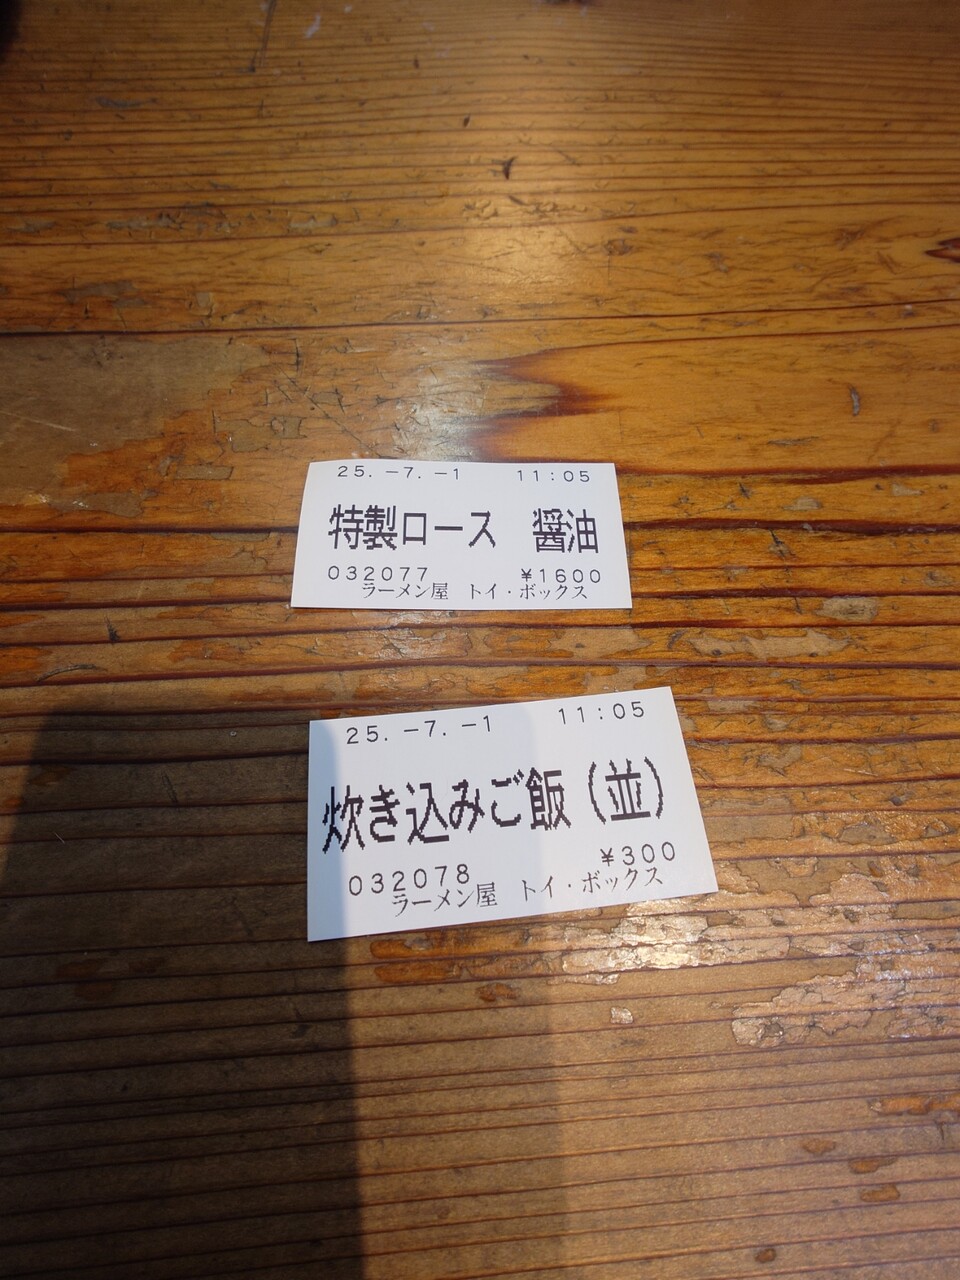 25.-7.-1 11:05
特製ロース 醤油
032077 ¥1600
ラーメン屋 トイ・ボックス
25.-7.-1 11:05
炊き込みご飯(並)
032078 ¥300
ラーメン屋 トイ・ボックス